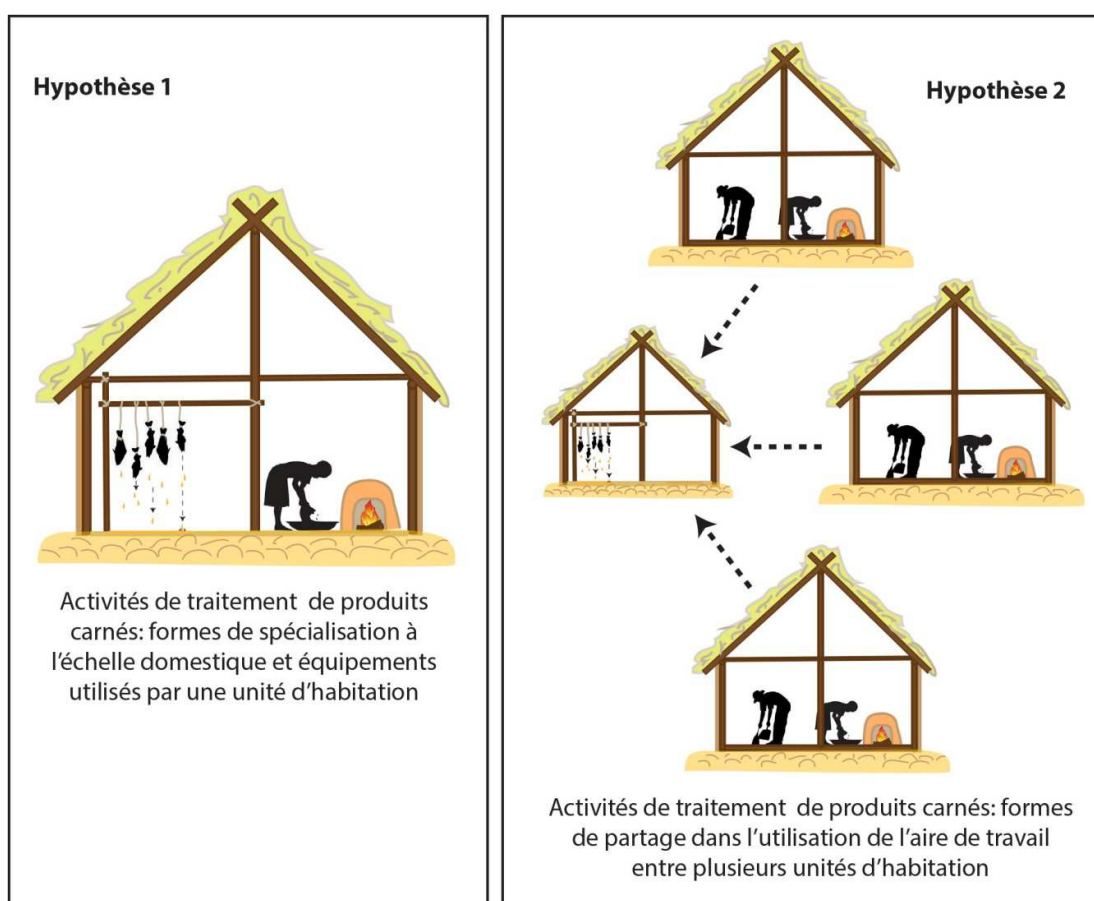 Hypothèse 1
Activités de traitement de produits
carnés: formes de spécialisation à
l'échelle domestique et équipements
utilisés par une unité d'habitation
Hypothèse 2
Activités de traitement de produits carnés: formes
de partage dans l'utilisation de l'aire de travail
entre plusieurs unités d'habitation